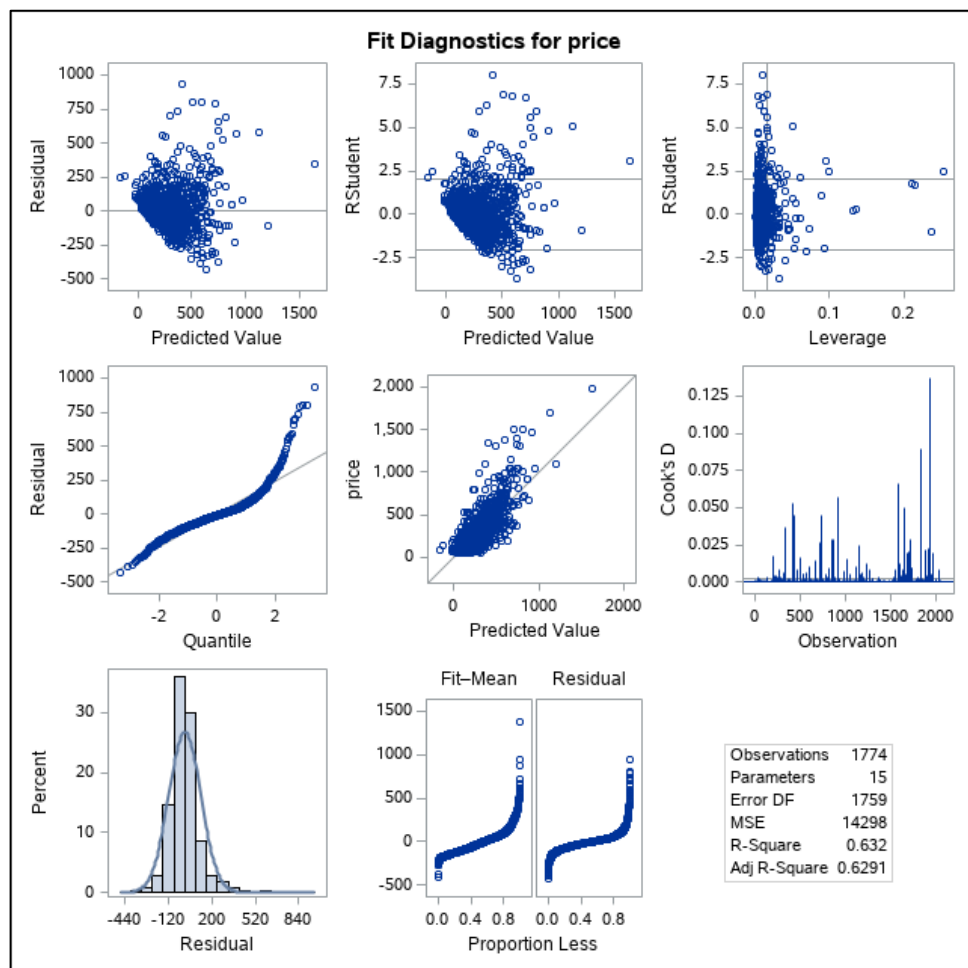 Fit Diagnostics for price
1000
750
500
250
0
-250
-500
Residual
0 500 1000 1500
Predicted Value
7.5
5.0
2.5
0.0
-2.5
RStudent
0 500 1000 1500
Predicted Value
7.5
5.0
2.5
0.0
-2.5
RStudent
0.0 0.1 0.2
Leverage
1000
750
500
250
0
-250
-500
Residual
-2 0 2
Quantile
2,000
1,500
1,000
500
0
price
0 1000 2000
Predicted Value
0.125
0.100
0.075
0.050
0.025
0.000
Cook's D
0 500 1000 1500 2000
Observation
30
20
10
0
Percent
-440 -120 200 520 840
Residual
Fit–Mean Residual
1500
1000
500
0
-500
0.0 0.4 0.8 0.0 0.4 0.8
Proportion Less
Observations 1774
Parameters 15
Error DF 1759
MSE 14298
R-Square 0.632
Adj R-Square 0.6291